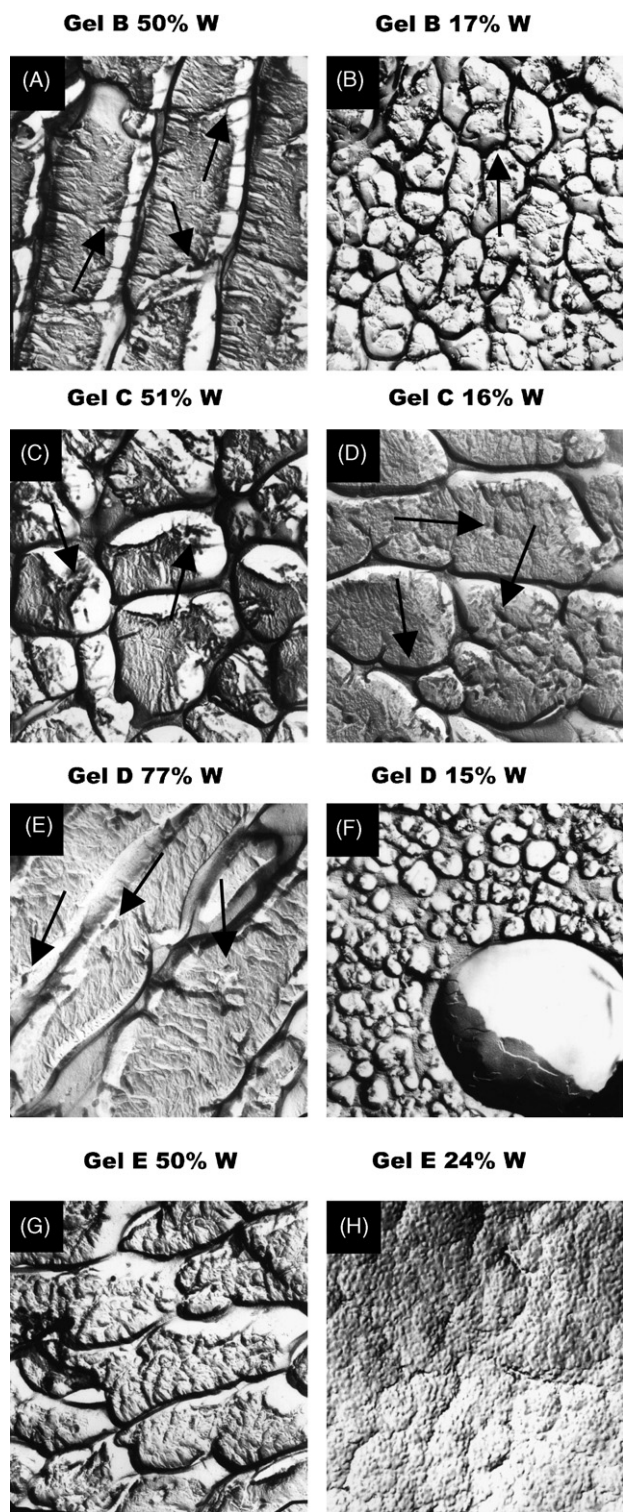 Gel B 50% W
Gel B 17% W
(A)
(B)
Gel C 51% W
Gel C 16% W
(C)
(D)
Gel D 77% W
Gel D 15% W
(E)
(F)
Gel E 50% W
Gel E 24% W
(G)
(H)